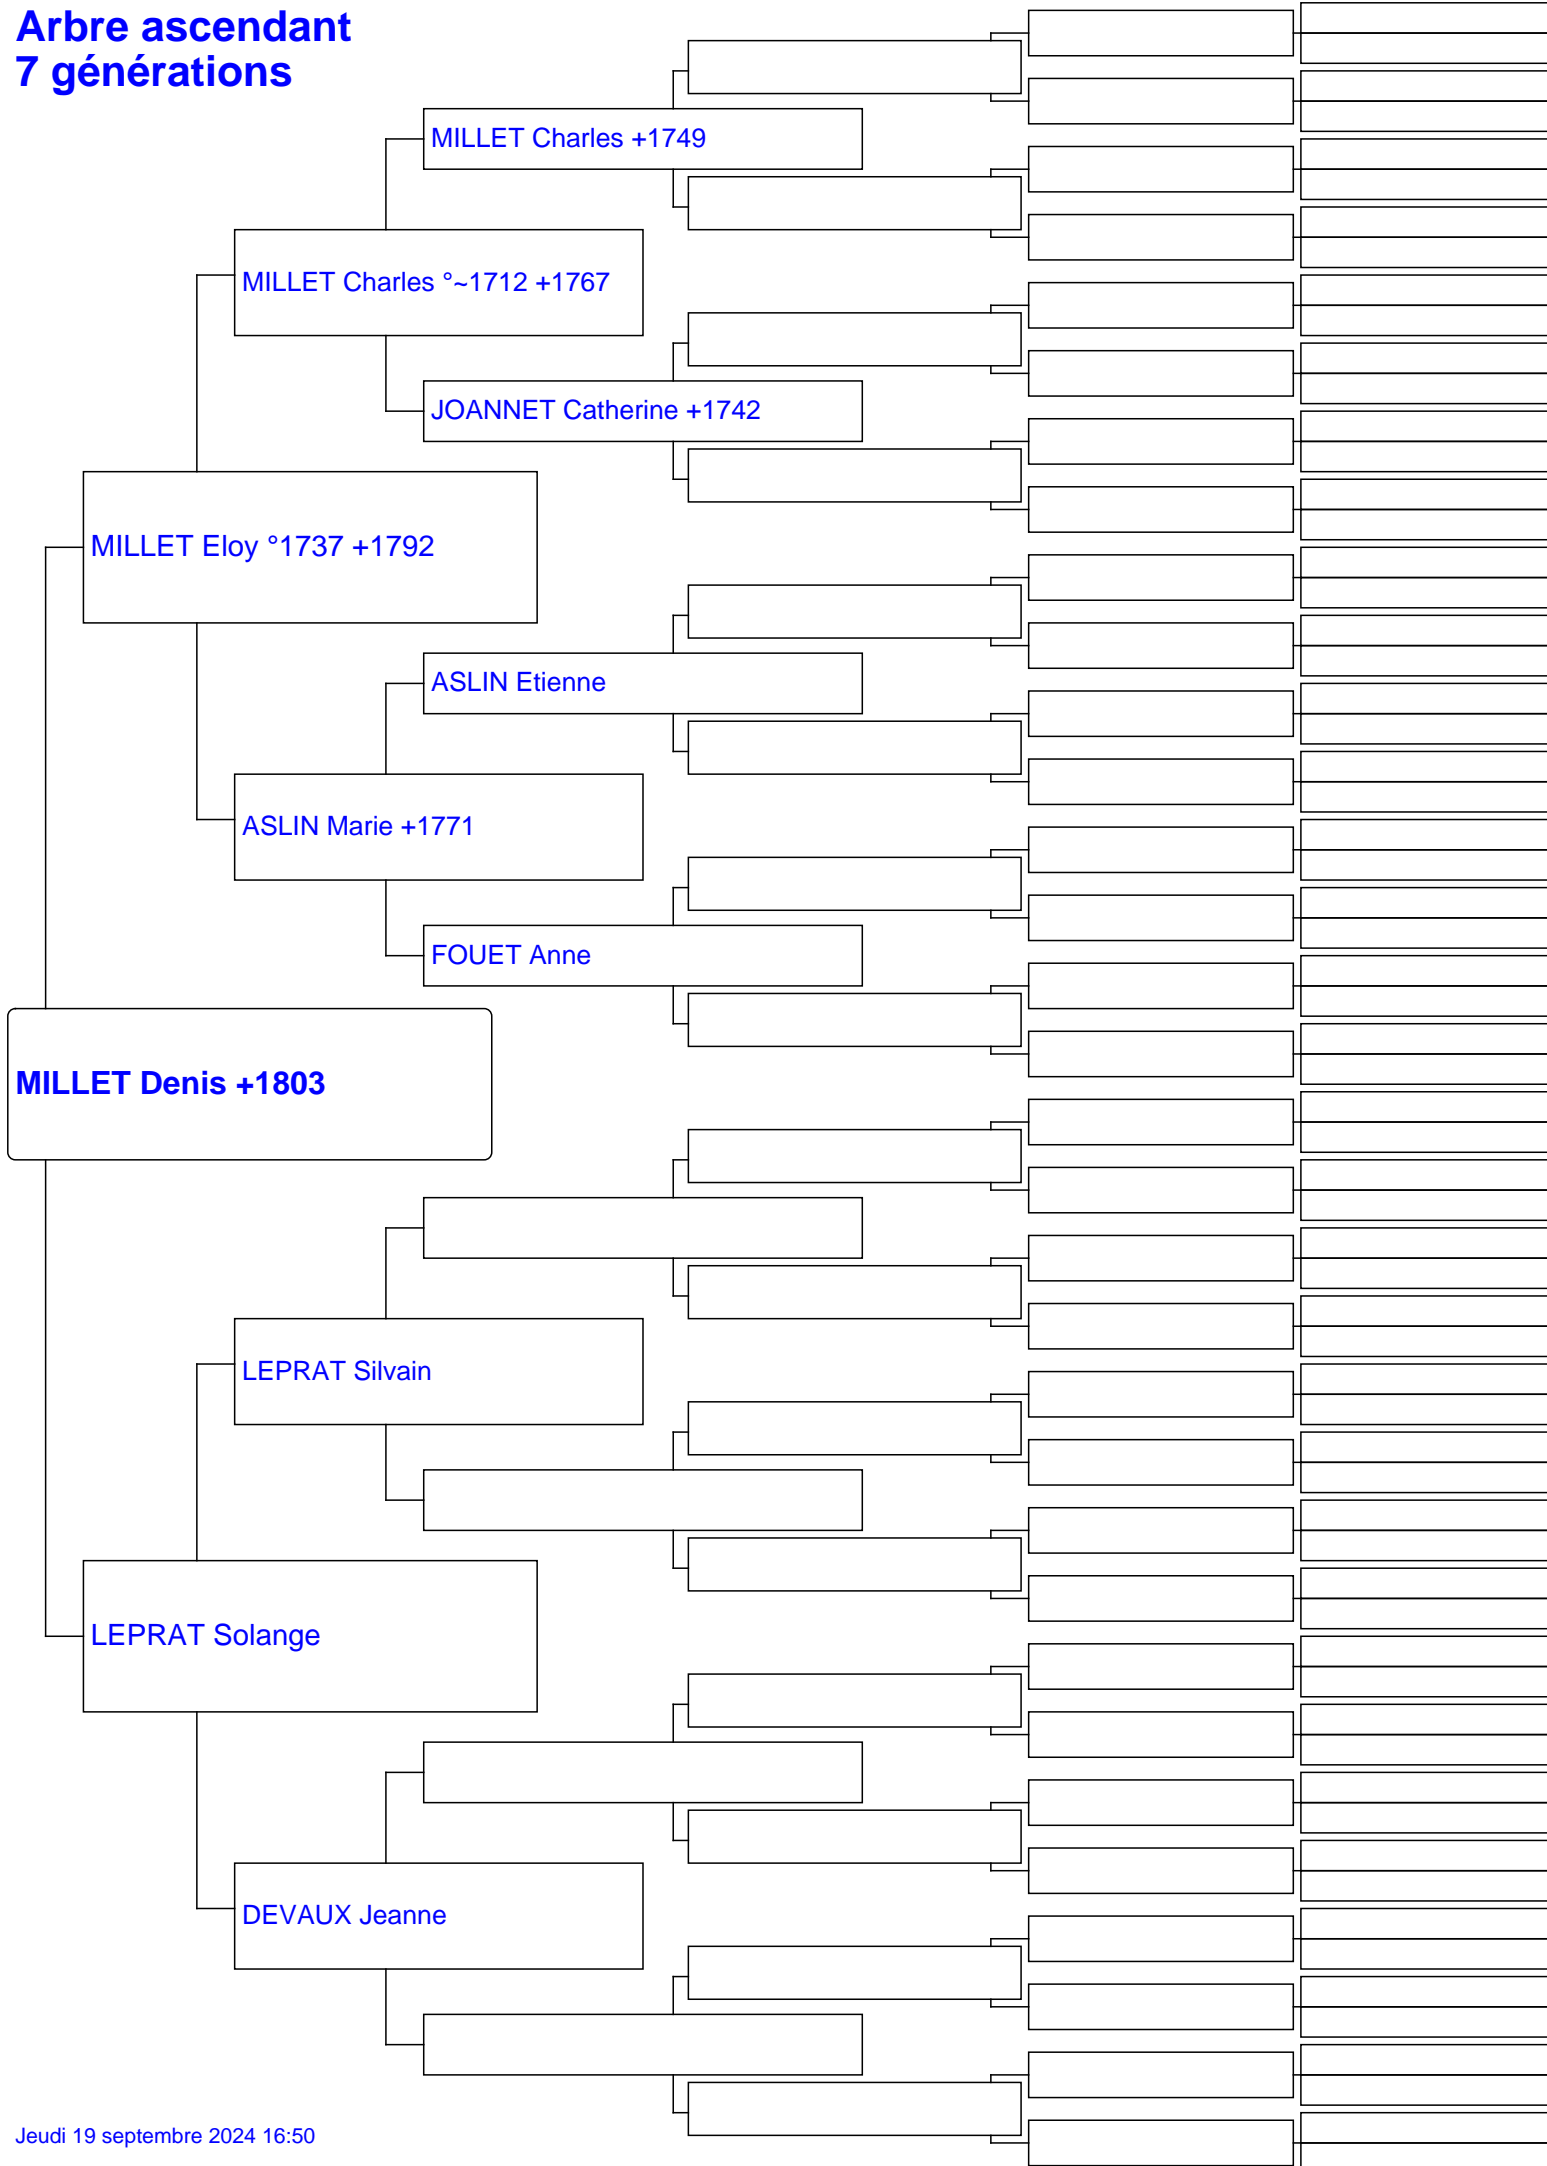 Arbre ascendant
7 générations
MILLET Charles +1749
MILLET Charles °~1712 +1767
JOANNET Catherine +1742
MILLET Eloy °1737 +1792
ASLIN Etienne
ASLIN Marie +1771
FOUET Anne
MILLET Denis +1803
LEPRAT Silvain
LEPRAT Solange
DEVAUX Jeanne
Jeudi 19 septembre 2024 16:50